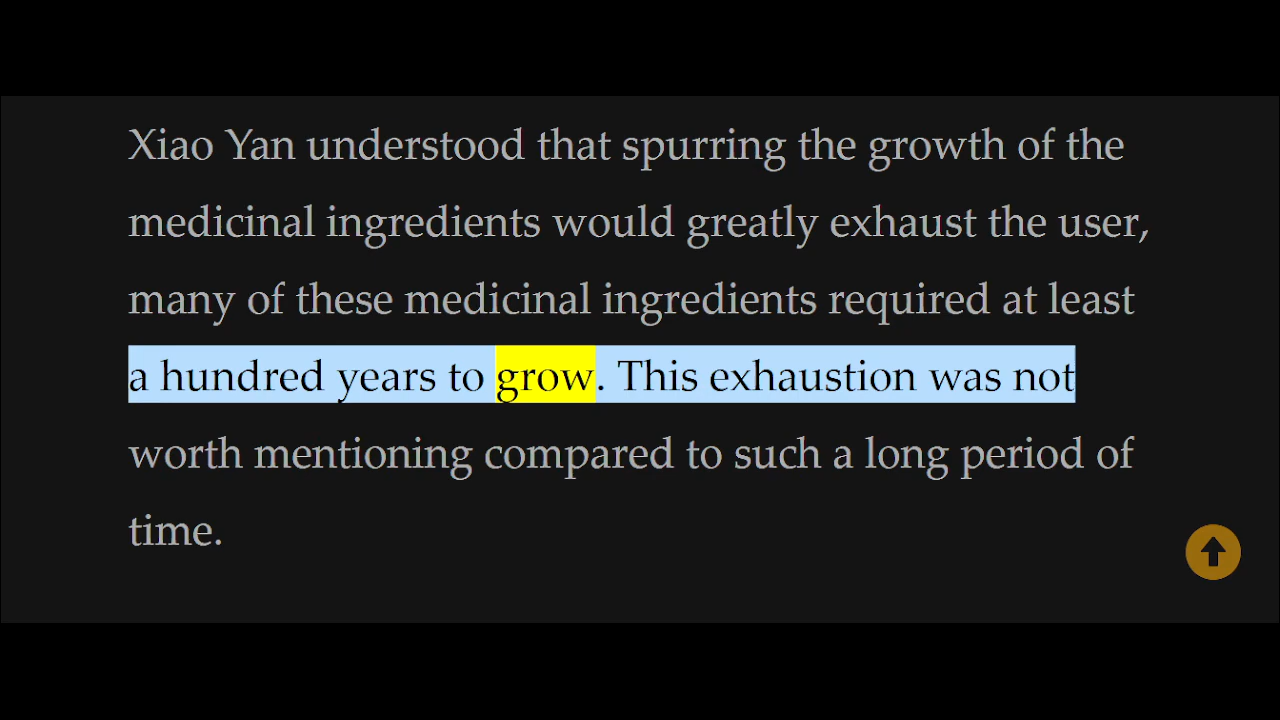 Xiao Yan understood that spurring the growth of the
medicinal ingredients would greatly exhaust the user,
many of these medicinal ingredients required at least
a hundred years to grow. This exhaustion was not
worth mentioning compared to such a long period of
time.